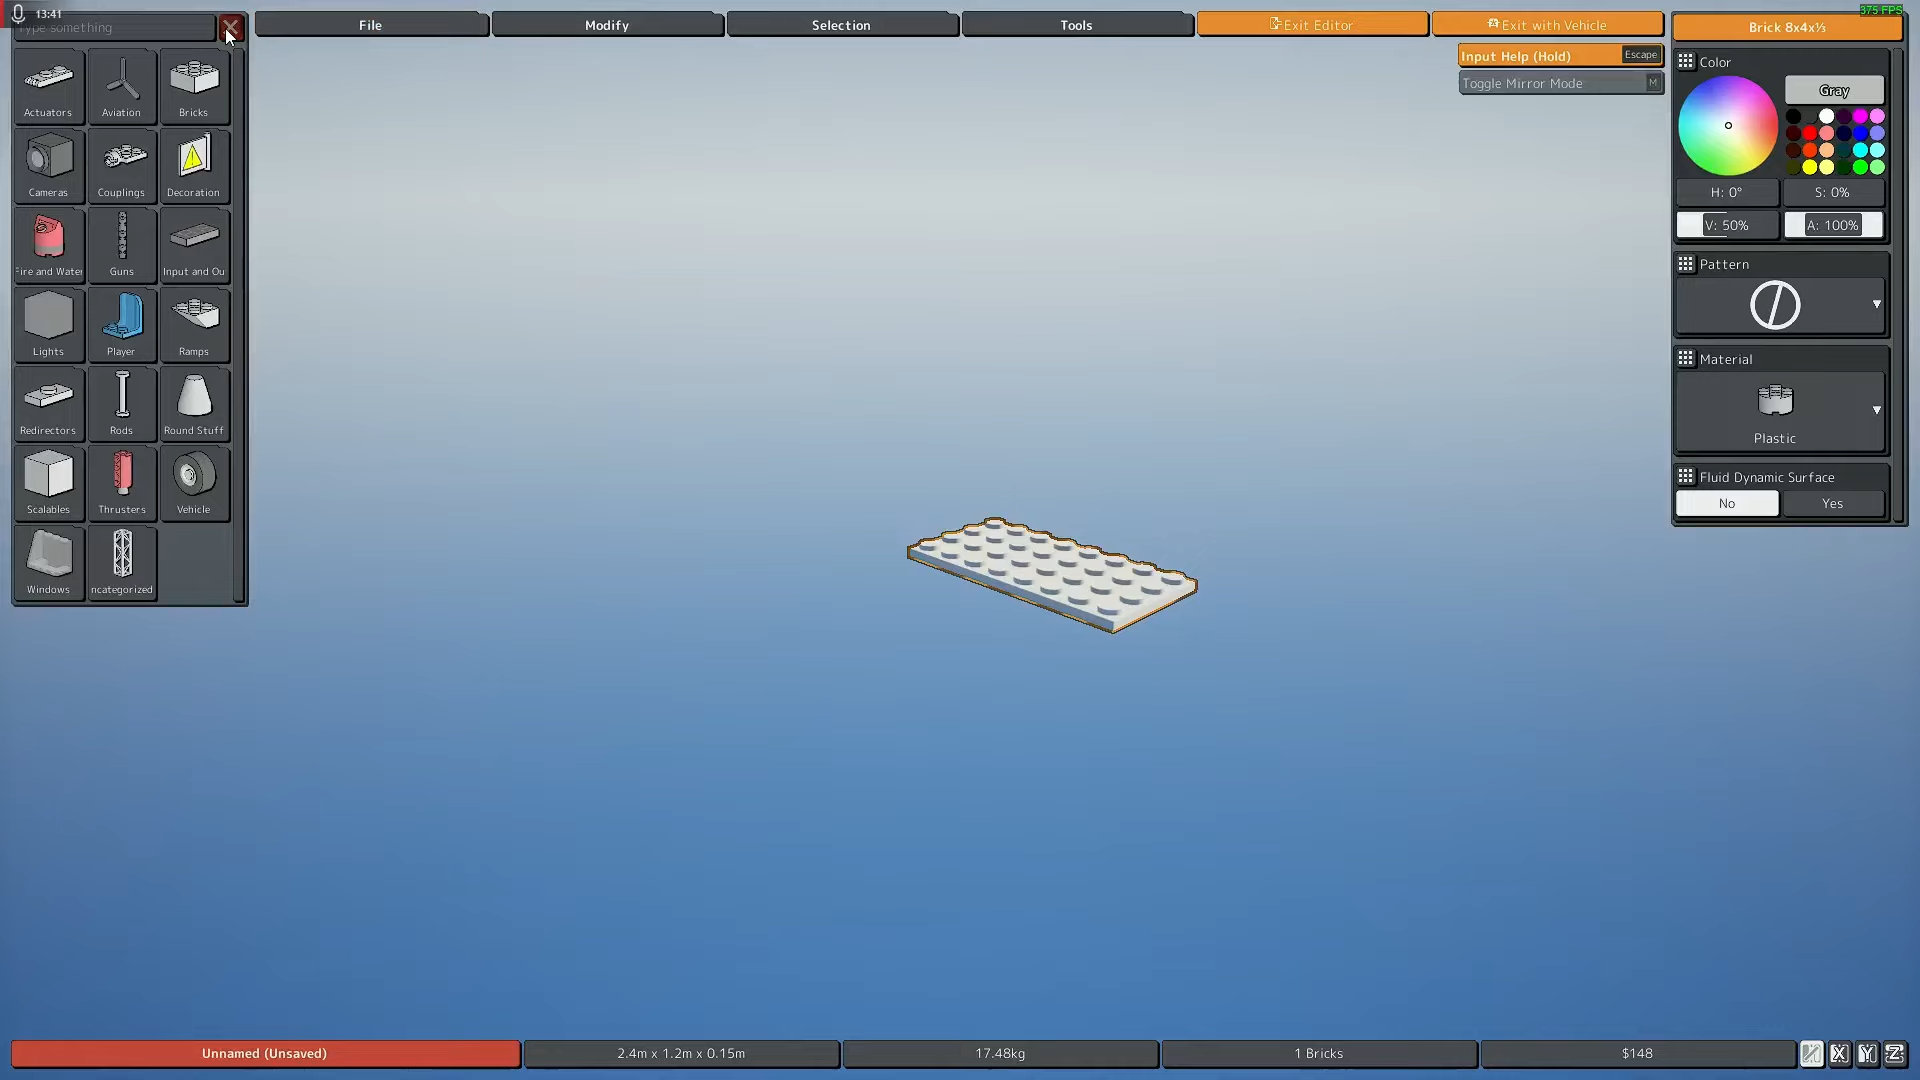 13:41
Type something
File
Modify
Selection
Tools
Exit Editor
Exit with Vehicle
375 FPS
Brick 8x4x⅓
Input Help (Hold) Escape
Toggle Mirror Mode M
Actuators
Aviation
Bricks
Cameras
Couplings
Decoration
Fire and Water
Guns
Input and Ou
Lights
Player
Ramps
Redirectors
Rods
Round Stuff
Scalables
Thrusters
Vehicle
Windows
ncategorized
Color
Gray
H: 0°
S: 0%
V: 50%
A: 100%
Pattern
Material
Plastic
Fluid Dynamic Surface
No
Yes
Unnamed (Unsaved)
2.4m x 1.2m x 0.15m
17.48kg
1 Bricks
$148
X
Y
Z